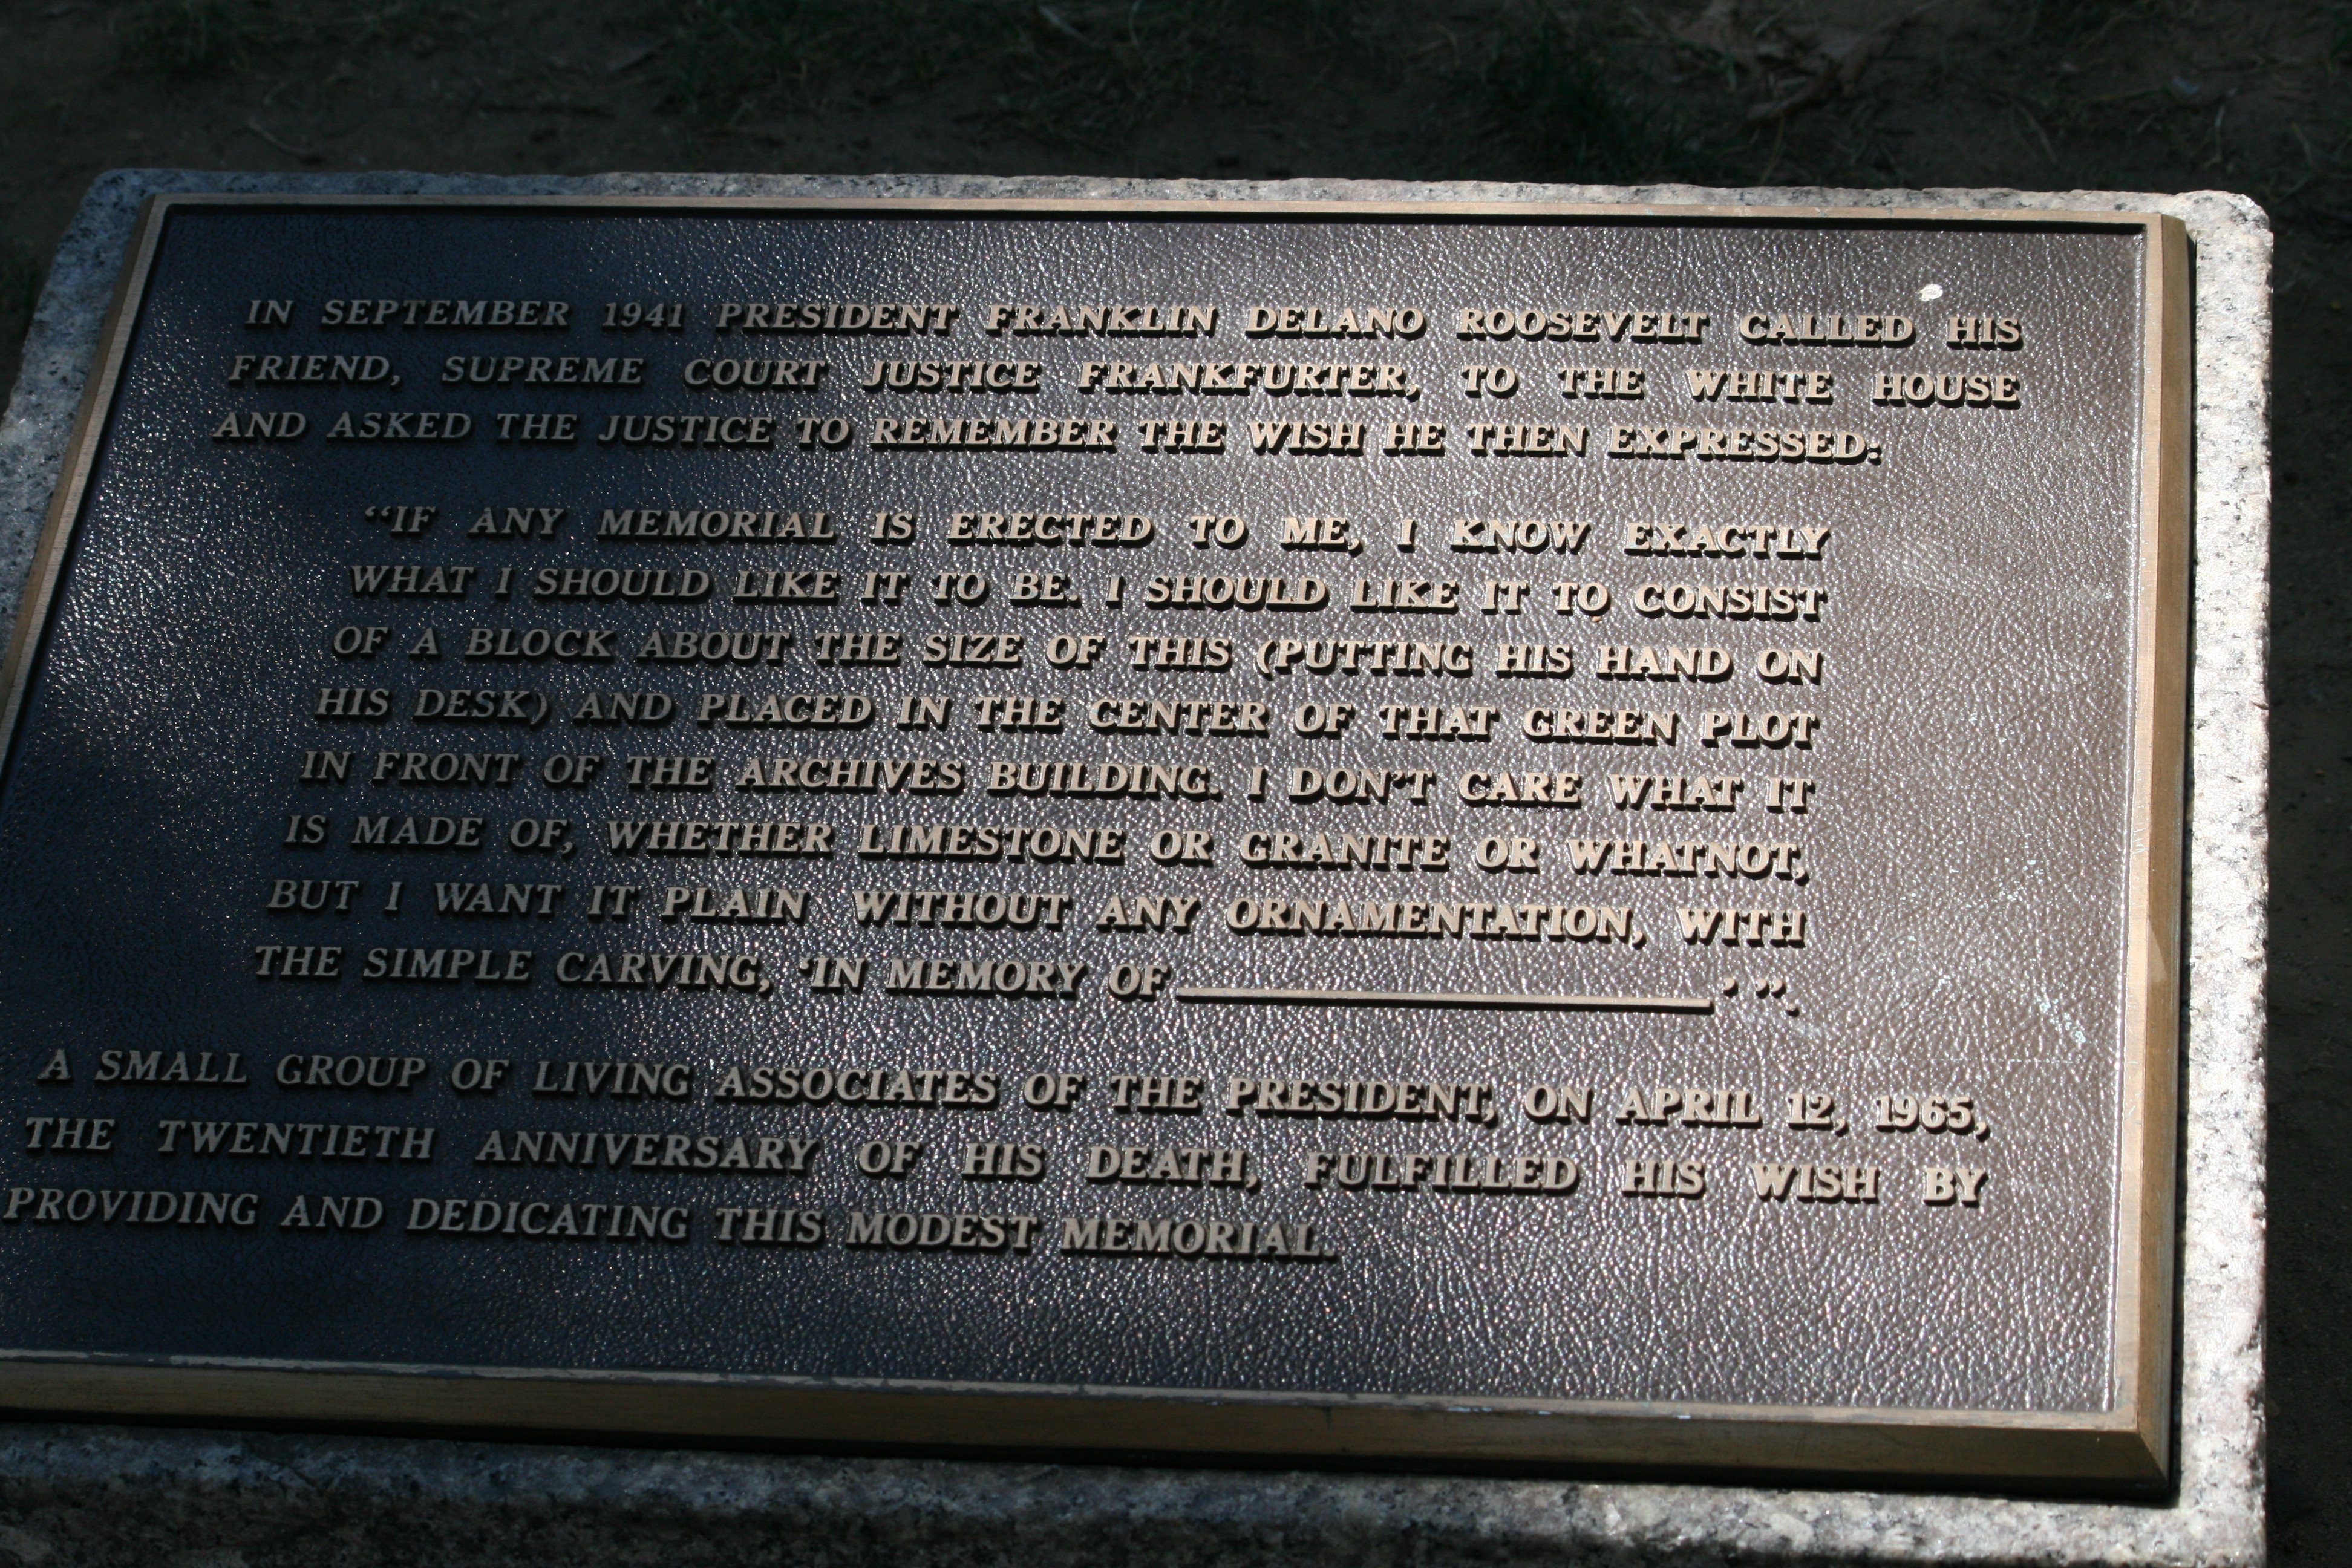 IN SEPTEMBER 1941 PRESIDENT FRANKLIN DELANO ROOSEVELT CALLED HIS
FRIEND, SUPREME COURT JUSTICE FRANKFURTER, TO THE WHITE HOUSE
AND ASKED THE JUSTICE TO REMEMBER THE WISH HE THEN EXPRESSED:
“IF ANY MEMORIAL IS ERECTED TO ME, I KNOW EXACTLY
WHAT I SHOULD LIKE IT TO BE. I SHOULD LIKE IT TO CONSIST
OF A BLOCK ABOUT THE SIZE OF THIS (PUTTING HIS HAND ON
HIS DESK) AND PLACED IN THE CENTER OF THAT GREEN PLOT
IN FRONT OF THE ARCHIVES BUILDING. I DON'T CARE WHAT IT
IS MADE OF, WHETHER LIMESTONE OR GRANITE OR WHATNOT,
BUT I WANT IT PLAIN WITHOUT ANY ORNAMENTATION, WITH
THE SIMPLE CARVING, ‘IN MEMORY OF ____________ ’ ”.
A SMALL GROUP OF LIVING ASSOCIATES OF THE PRESIDENT, ON APRIL 12, 1965,
THE TWENTIETH ANNIVERSARY OF HIS DEATH, FULFILLED HIS WISH BY
PROVIDING AND DEDICATING THIS MODEST MEMORIAL.